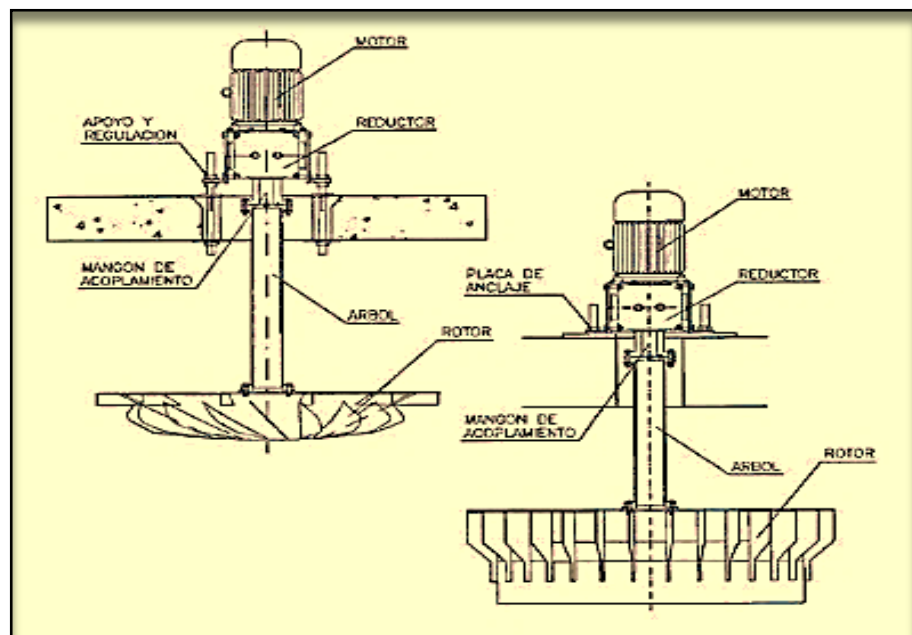 MOTOR
APOYO Y
REGULACION
REDUCTOR
MANGON DE
ACOPLAMIENTO
ARBOL
ROTOR
MOTOR
PLACA DE
ANCLAJE
REDUCTOR
MANGON DE
ACOPLAMIENTO
ARBOL
ROTOR